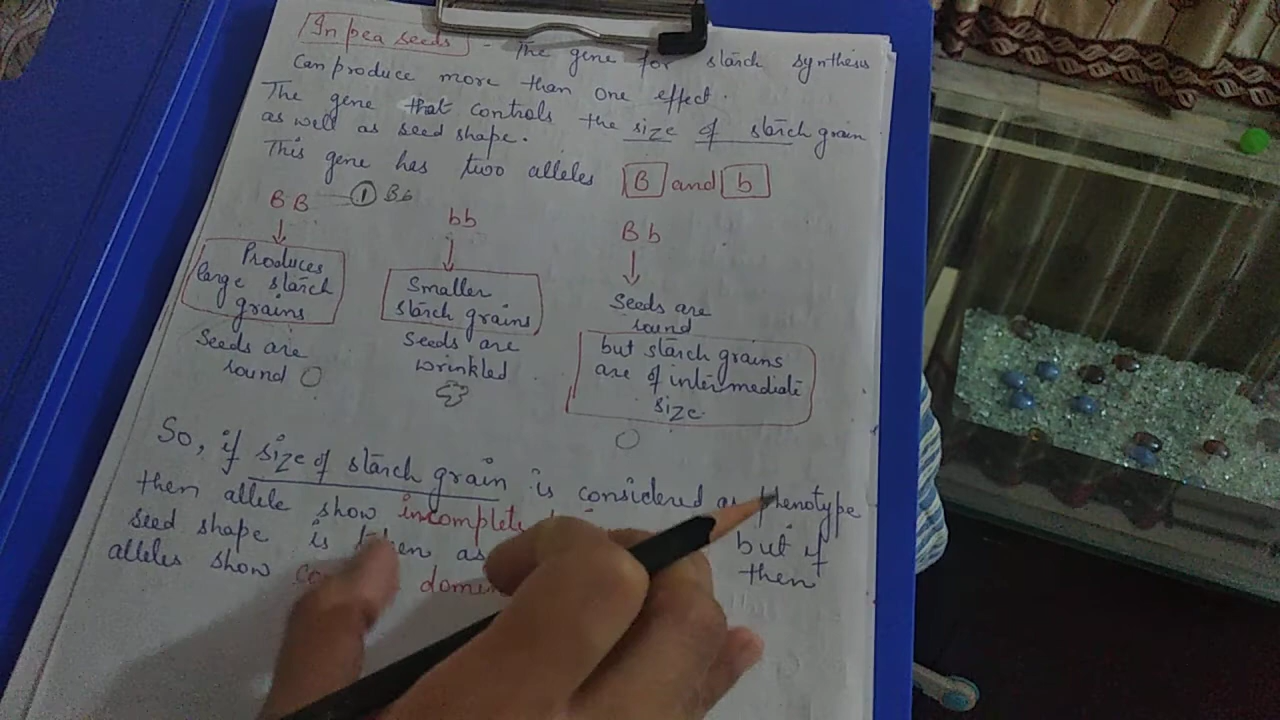 In pea seeds - The gene for starch synthesis
can produce more than one effect.
The gene that controls the size of starch grain
as well as seed shape.
This gene has two alleles B and b
BB ① Bb
bb
Bb
Produces
large starch
grains
Seeds are
round
Smaller
starch grains
Seeds are
wrinkled
Seeds are
round
but starch grains
are of intermediate
size.
So, if size of starch grain is considered as phenotype
then allele show incomplete but if
seed shape is taken as then
alleles show